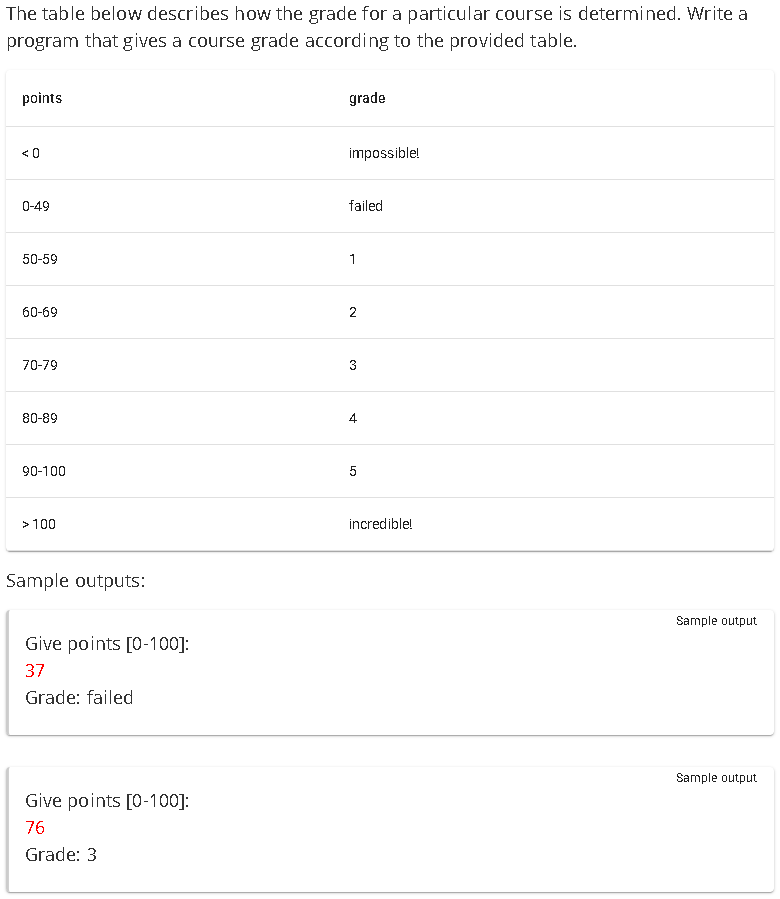 The table below describes how the grade for a particular course is determined. Write a
program that gives a course grade according to the provided table.
points grade
< 0 impossible!
0-49 failed
50-59 1
60-69 2
70-79 3
80-89 4
90-100 5
> 100 incredible!
Sample outputs:
Sample output
Give points [0-100]:
37
Grade: failed
Sample output
Give points [0-100]:
76
Grade: 3